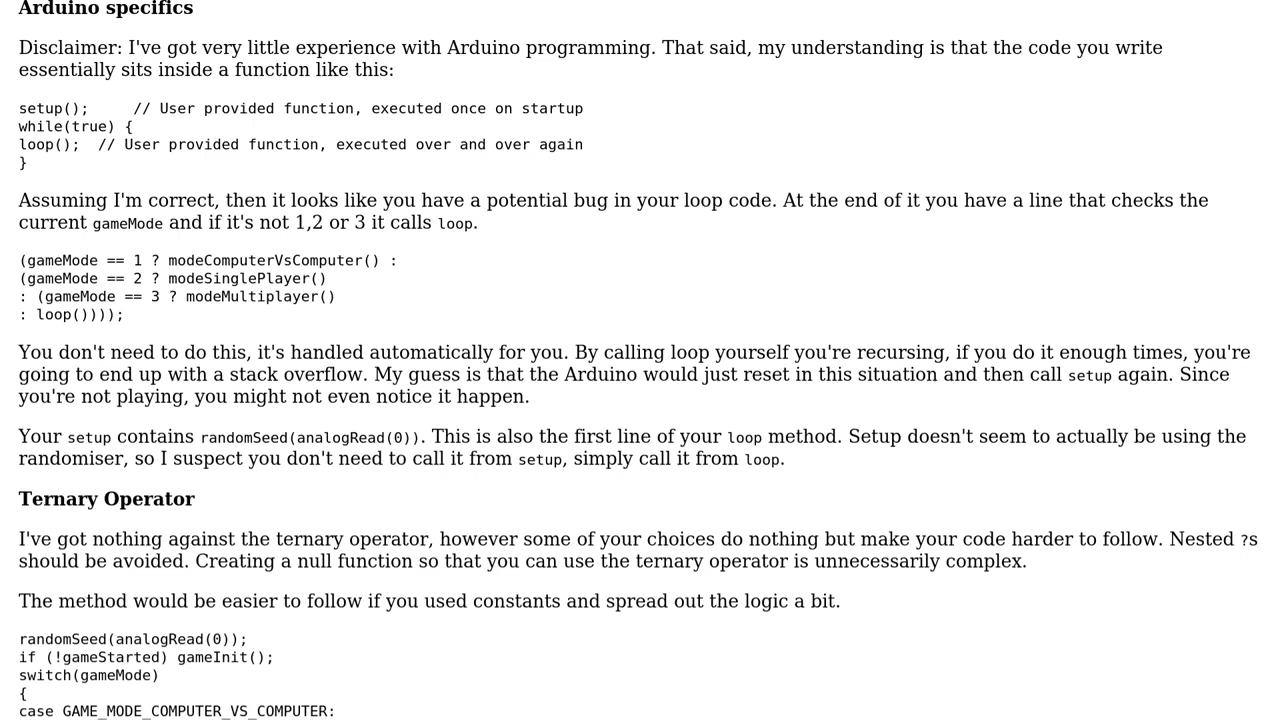 Arduino specifics
Disclaimer: I've got very little experience with Arduino programming. That said, my understanding is that the code you write
essentially sits inside a function like this:
setup();     // User provided function, executed once on startup
while(true) {
loop();  // User provided function, executed over and over again
}
Assuming I'm correct, then it looks like you have a potential bug in your loop code. At the end of it you have a line that checks the
current gameMode and if it's not 1,2 or 3 it calls loop.
(gameMode == 1 ? modeComputerVsComputer() :
(gameMode == 2 ? modeSinglePlayer()
: (gameMode == 3 ? modeMultiplayer()
: loop())));
You don't need to do this, it's handled automatically for you. By calling loop yourself you're recursing, if you do it enough times, you're
going to end up with a stack overflow. My guess is that the Arduino would just reset in this situation and then call setup again. Since
you're not playing, you might not even notice it happen.
Your setup contains randomSeed(analogRead(0)). This is also the first line of your loop method. Setup doesn't seem to actually be using the
randomiser, so I suspect you don't need to call it from setup, simply call it from loop.
Ternary Operator
I've got nothing against the ternary operator, however some of your choices do nothing but make your code harder to follow. Nested ?s
should be avoided. Creating a null function so that you can use the ternary operator is unnecessarily complex.
The method would be easier to follow if you used constants and spread out the logic a bit.
randomSeed(analogRead(0));
if (!gameStarted) gameInit();
switch(gameMode)
{
case GAME_MODE_COMPUTER_VS_COMPUTER: